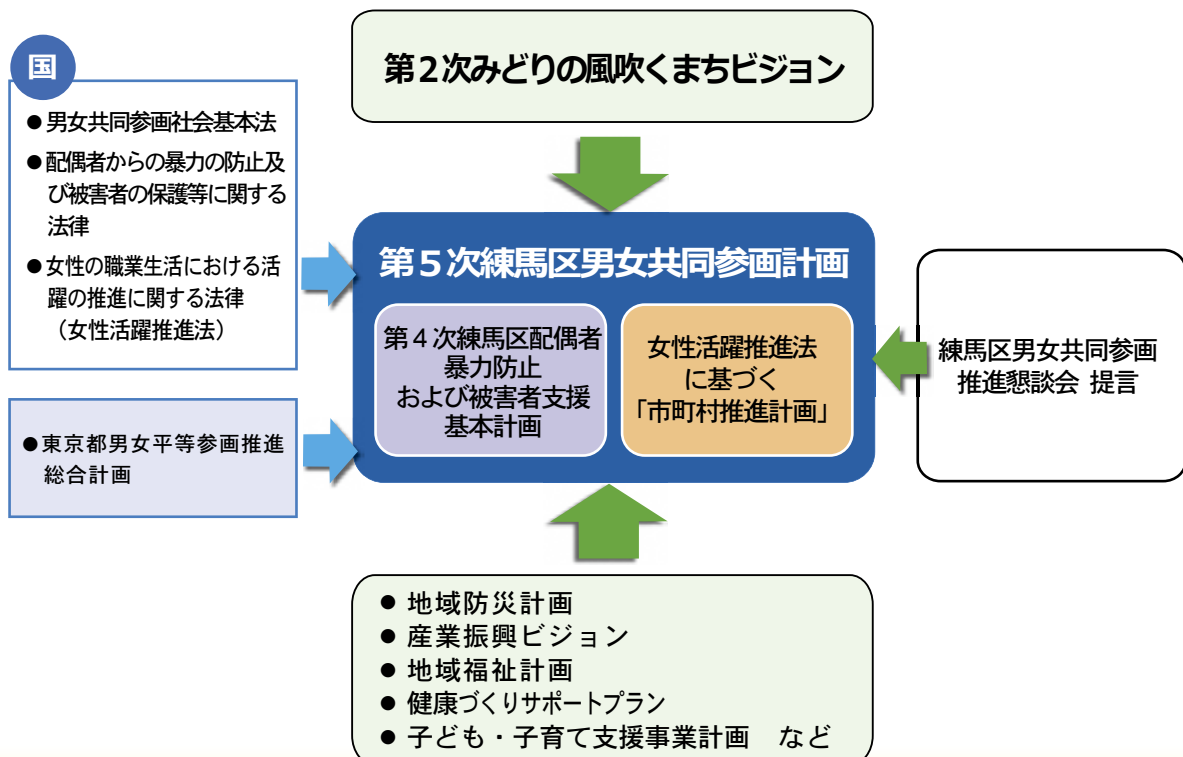 第2次みどりの風吹くまちビジョン
国
●男女共同参画社会基本法
●配偶者からの暴力の防止及
び被害者の保護等に関する
法律
●女性の職業生活における活
躍の推進に関する法律
(女性活躍推進法)
●東京都男女平等参画推進
総合計画
第5次練馬区男女共同参画計画
第4次練馬区配偶者
暴力防止
および被害者支援
基本計画
女性活躍推進法
に基づく
「市町村推進計画」
練馬区男女共同参画
推進懇談会 提言
●地域防災計画
●産業振興ビジョン
●地域福祉計画
●健康づくりサポートプラン
●子ども・子育て支援事業計画 など